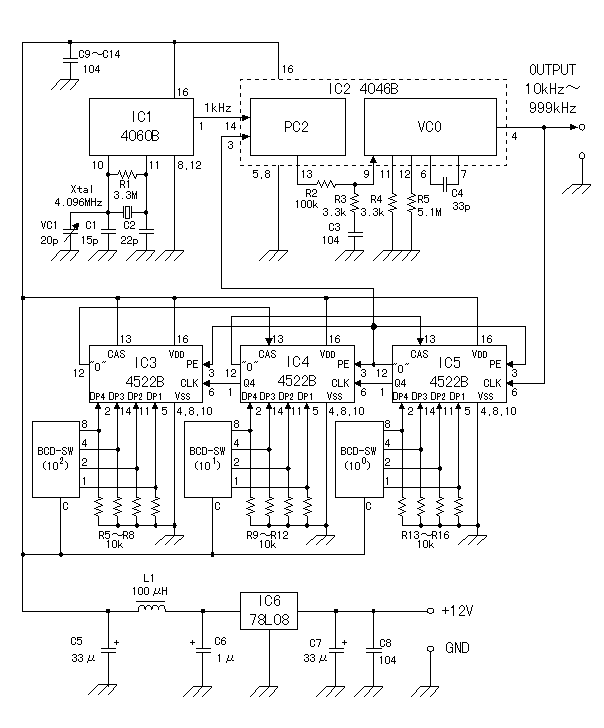 C9～C14
104
16
16
IC2 4046B
OUTPUT
10kHz～
999kHz
IC1
4060B
1kHz
1
14
3
PC2
VCO
4
10
11
8,12
5,8
13
9
11
12
6
7
Xtal
4.096MHz
R1
3.3M
R2
100k
R3
3.3k
R4
3.3k
R5
5.1M
C4
33p
VC1
20p
C1
15p
C2
22p
C3
104
13
16
13
16
13
16
12
"0"
CAS
VDD
IC3
4522B
PE
CLK
3
6
DP4
DP3
DP2
DP1
VSS
2
14
11
5
4,8,10
12
"0"
CAS
VDD
IC4
4522B
PE
CLK
3
6
1
Q4
DP4
DP3
DP2
DP1
VSS
2
14
11
5
4,8,10
12
"0"
CAS
VDD
IC5
4522B
PE
CLK
3
6
1
Q4
DP4
DP3
DP2
DP1
VSS
2
14
11
5
4,8,10
BCD-SW
(10²)
8
4
2
1
C
R5～R8
10k
BCD-SW
(10¹)
8
4
2
1
C
R9～R12
10k
BCD-SW
(10⁰)
8
4
2
1
C
R13～R16
10k
L1
100μH
IC6
78L08
+12V
GND
C5
33μ
+
C6
1μ
+
C7
33μ
+
C8
104